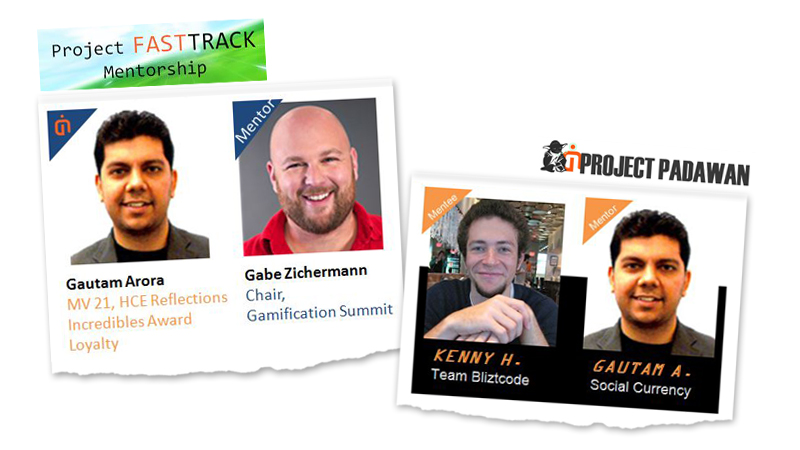 Project FASTTRACK
Mentorship
Mentor
Gautam Arora
MV 21, HCE Reflections
Incredibles Award
Loyalty
Gabe Zichermann
Chair,
Gamification Summit
PROJECT PADAWAN
Mentee
Mentor
KENNY H.
Team Bliztcode
GAUTAM A.
Social Currency